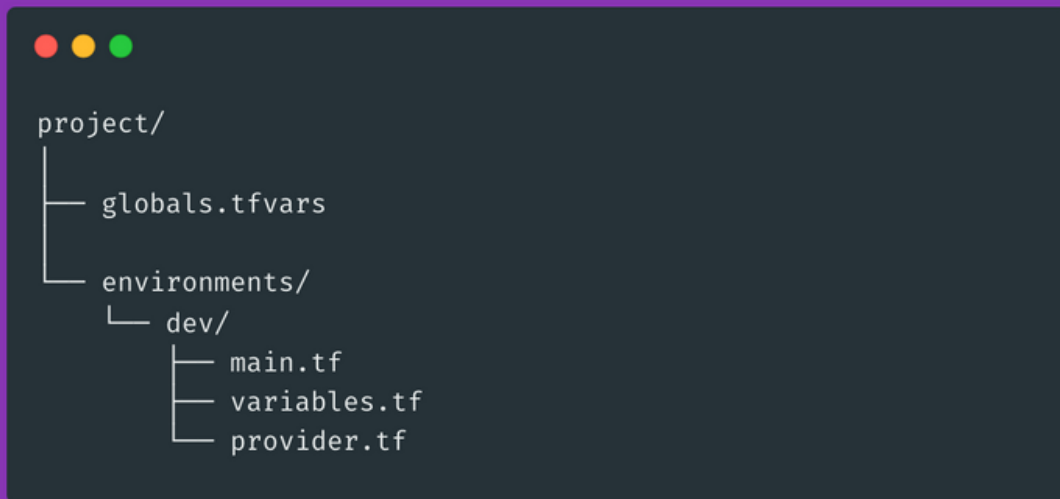 project/
├── globals.tfvars
└── environments/
└── dev/
├── main.tf
├── variables.tf
└── provider.tf